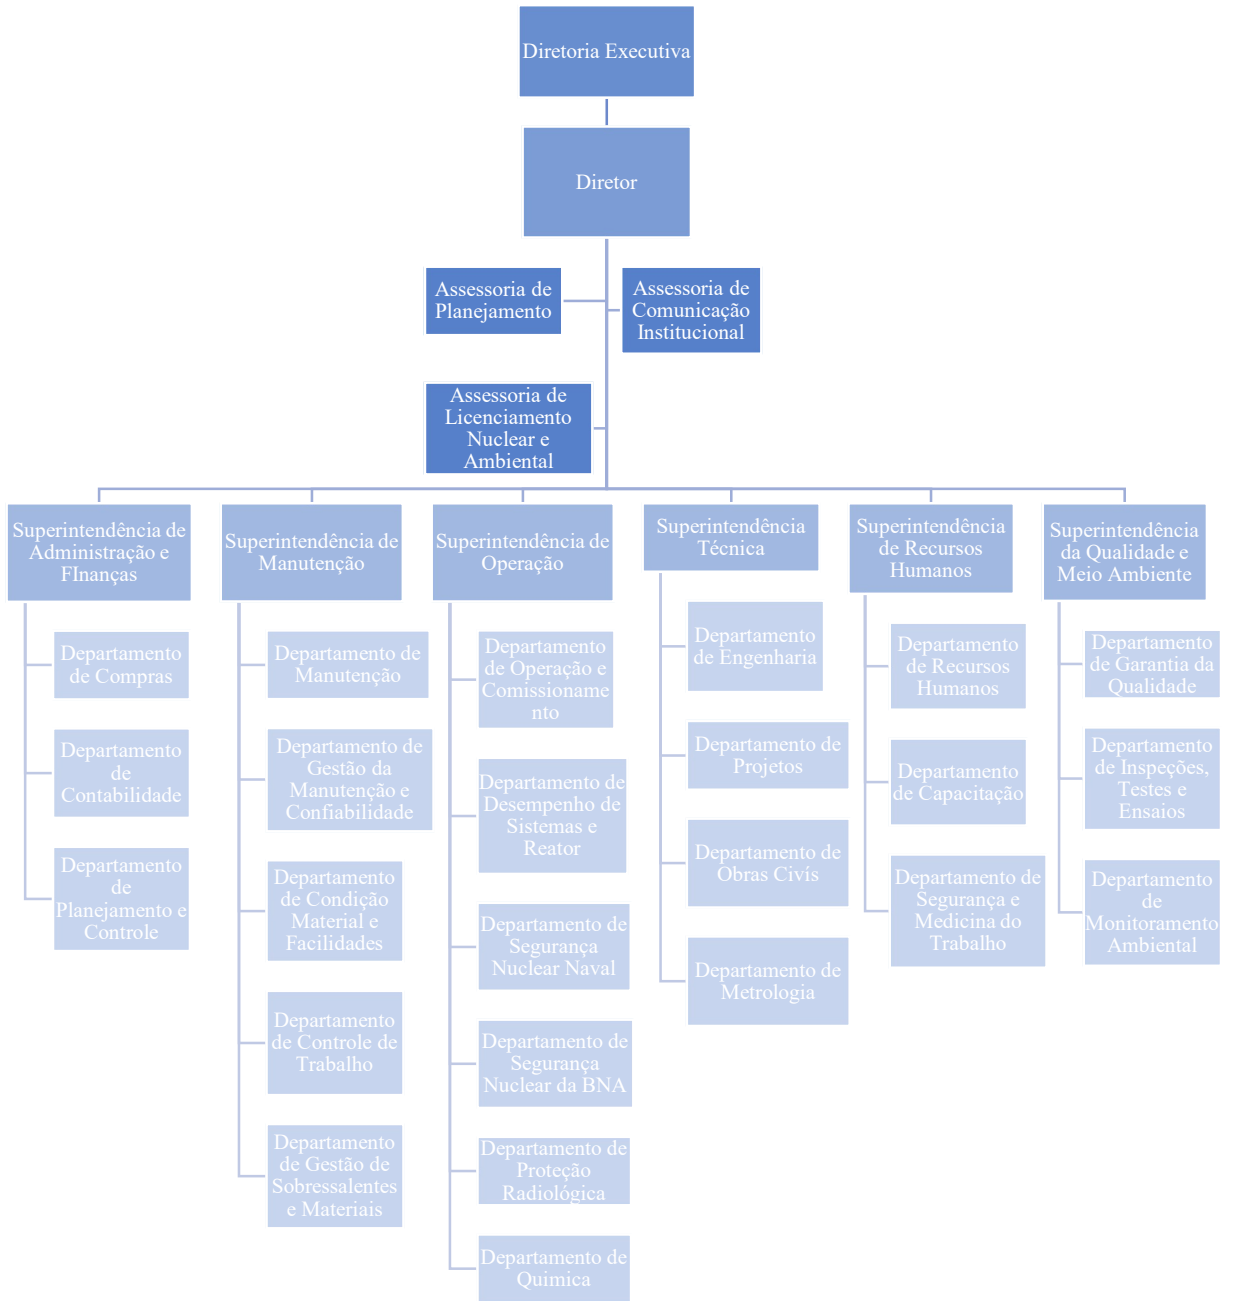 Diretoria Executiva
Diretor
Assessoria de
Planejamento
Assessoria de
Comunicação
Institucional
Assessoria de
Licenciamento
Nuclear e
Ambiental
Superintendência de
Administração e
FInanças
Departamento
de Compras
Departamento
de
Contabilidade
Departamento
de
Planejamento e
Controle
Superintendência de
Manutenção
Departamento de
Manutenção
Departamento de
Gestão da
Manutenção e
Confiabilidade
Departamento
de Condição
Material e
Facilidades
Departamento
de Controle de
Trabalho
Departamento
de Gestão de
Sobressalentes
e Materiais
Superintendência de
Operação
Departamento
de Operação e
Comissioname
nto
Departamento de
Desempenho de
Sistemas e
Reator
Departamento de
Segurança
Nuclear Naval
Departamento de
Segurança
Nuclear da BNA
Departamento de
Proteção
Radiológica
Departamento de
Quimica
Superintendência
Técnica
Departamento
de Engenharia
Departamento de
Projetos
Departamento de
Obras Civís
Departamento de
Metrologia
Superintendência
de Recursos
Humanos
Departamento
de Recursos
Humanos
Departamento
de Capacitação
Departamento de
Segurança e
Medicina do
Trabalho
Superintendência
da Qualidade e
Meio Ambiente
Departamento
de Garantia da
Qualidade
Departamento
de Inspeções,
Testes e
Ensaios
Departamento
de
Monitoramento
Ambiental